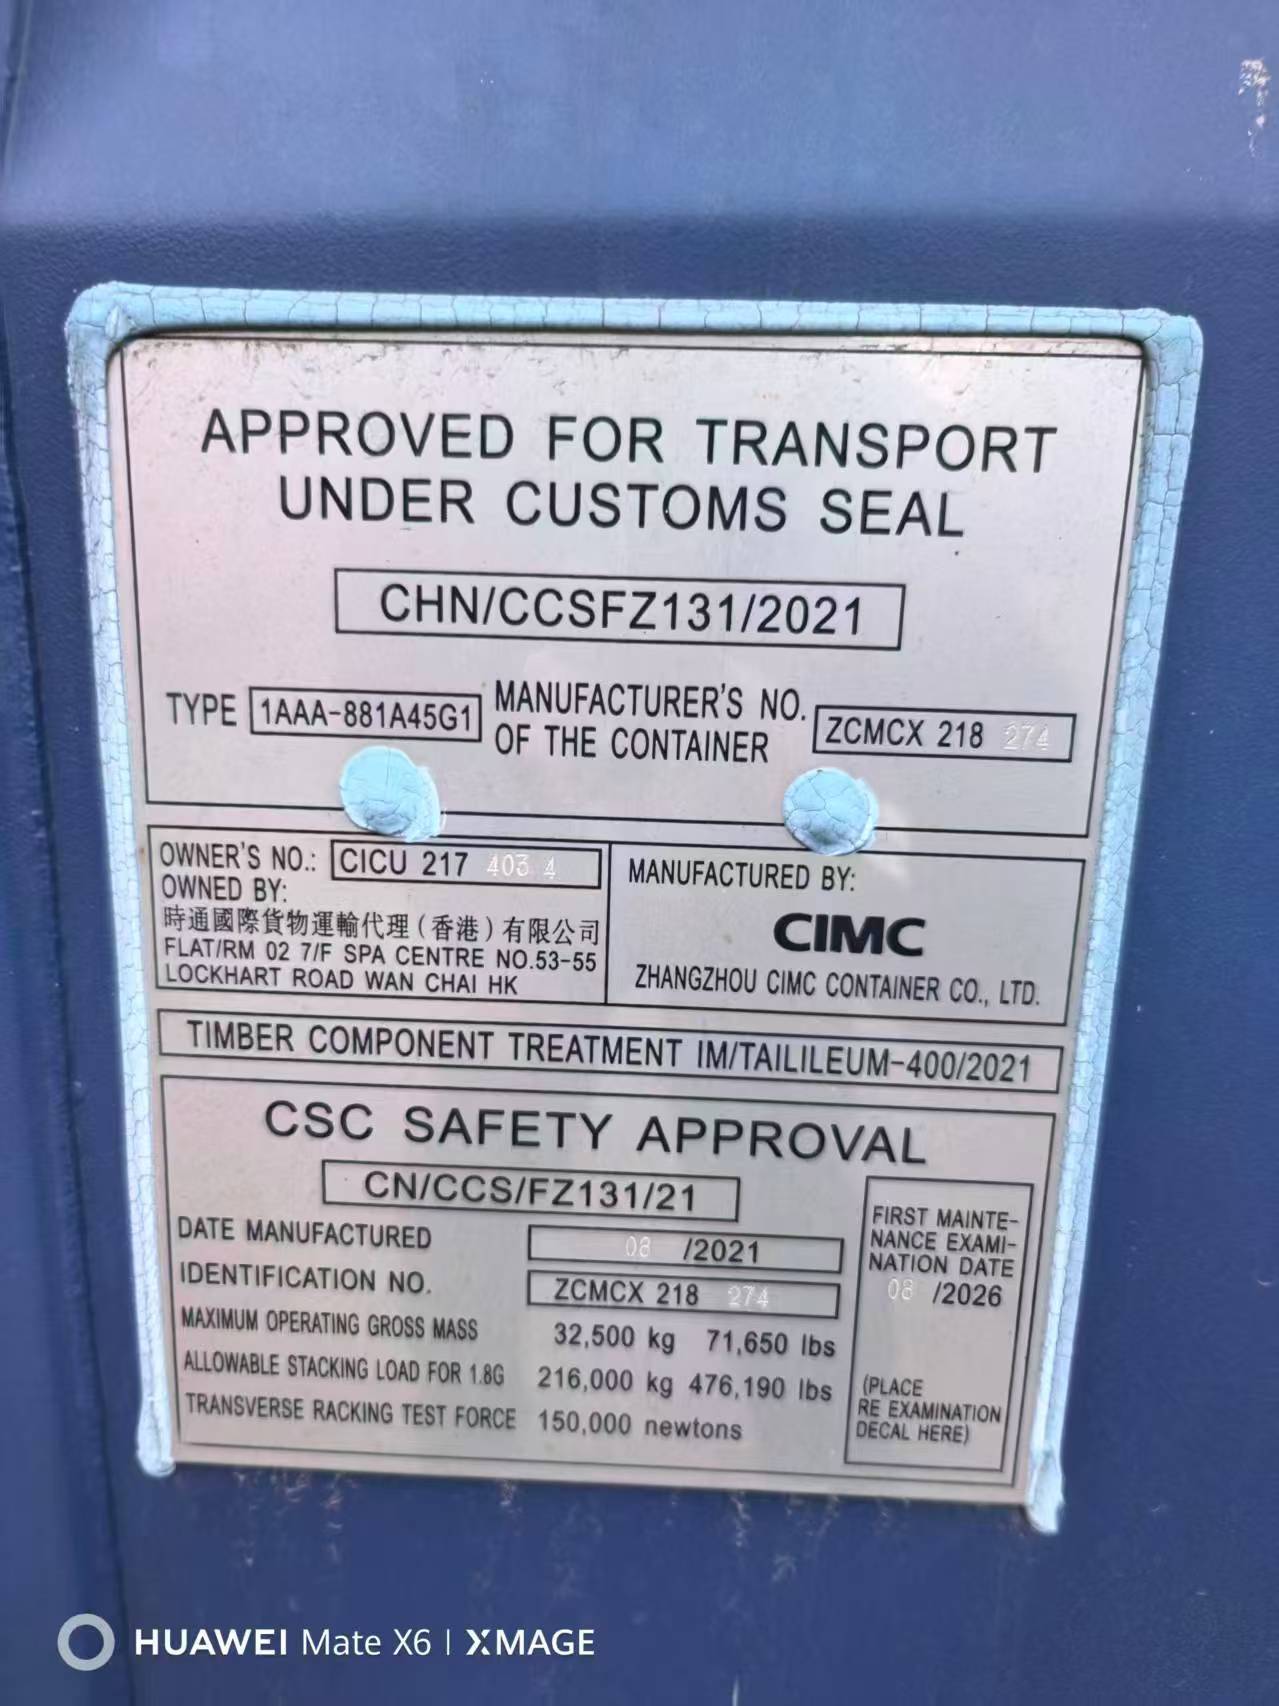 APPROVED FOR TRANSPORT
UNDER CUSTOMS SEAL
CHN/CCSFZ131/2021
TYPE 1AAA-881A45G1 MANUFACTURER'S NO. OF THE CONTAINER ZCMCX 218 274
OWNER'S NO.: CICU 217 403 4
OWNED BY:
時通國際貨物運輸代理(香港)有限公司
FLAT/RM 02 7/F SPA CENTRE NO.53-55
LOCKHART ROAD WAN CHAI HK
MANUFACTURED BY:
CIMC
ZHANGZHOU CIMC CONTAINER CO., LTD.
TIMBER COMPONENT TREATMENT IM/TAILILEUM-400/2021
CSC SAFETY APPROVAL
CN/CCS/FZ131/21
DATE MANUFACTURED 08 /2021
IDENTIFICATION NO. ZCMCX 218 274
MAXIMUM OPERATING GROSS MASS 32,500 kg 71,650 lbs
ALLOWABLE STACKING LOAD FOR 1.8G 216,000 kg 476,190 lbs
TRANSVERSE RACKING TEST FORCE 150,000 newtons
FIRST MAINTE-
NANCE EXAMI-
NATION DATE
08 /2026
(PLACE
RE EXAMINATION
DECAL HERE)
HUAWEI Mate X6 | XMAGE